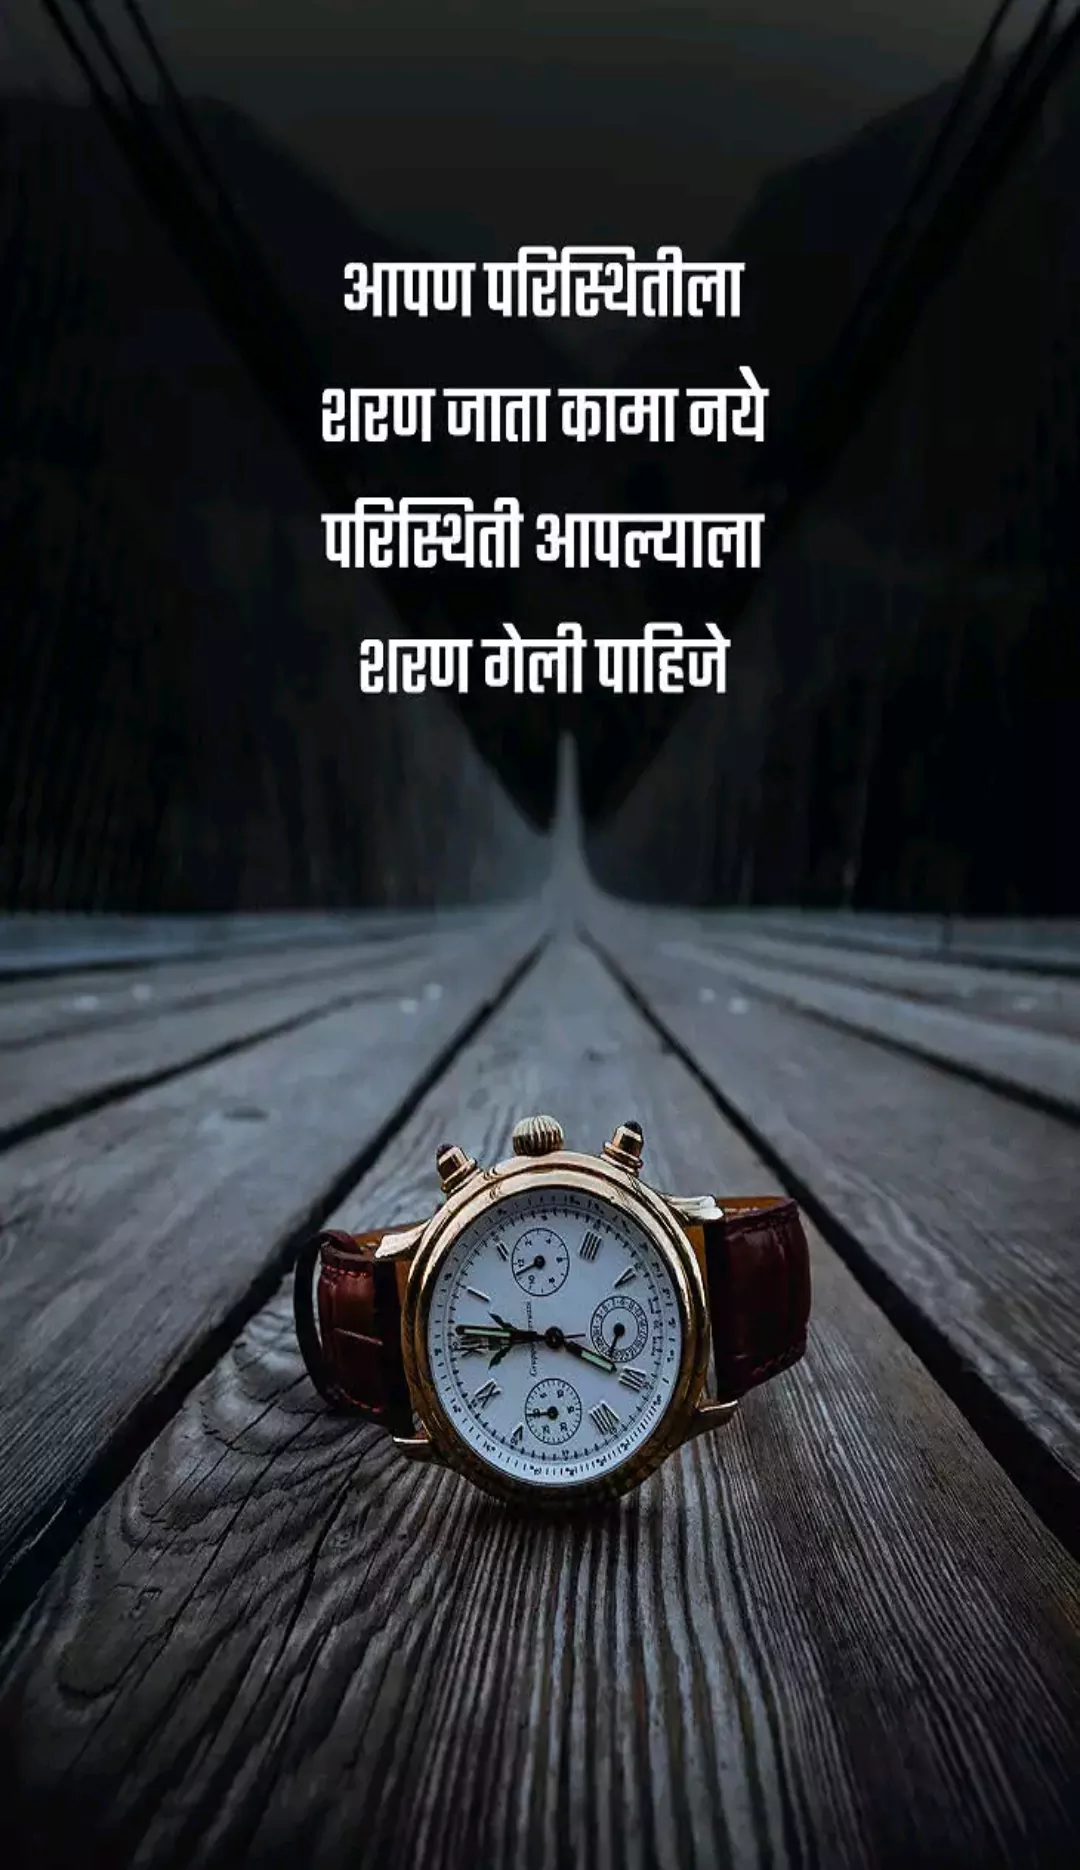 आपण परिस्थितीला
शरण जाता कामा नये
परिस्थिती आपल्याला
शरण गेली पाहिजे